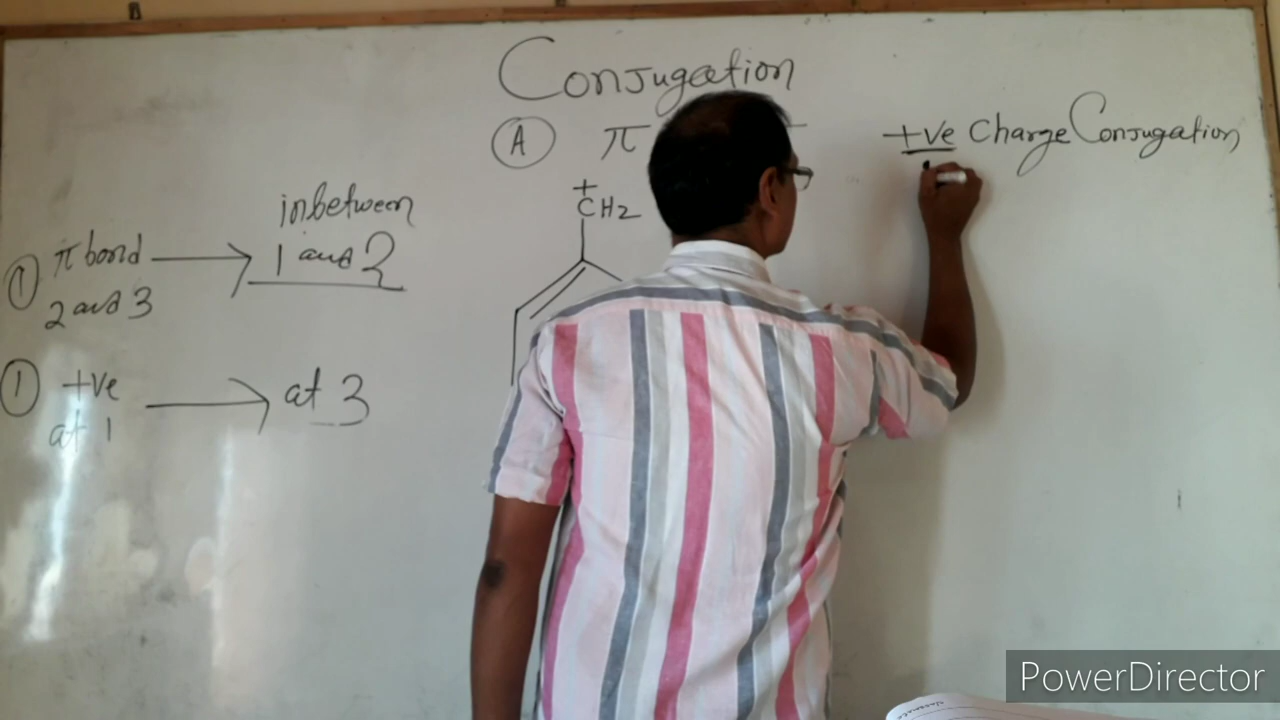 Conjugation
A π
+ve Charge Conjugation
+
CH2
1 π bond → inbetween
2 and 3 1 and 2
1 +ve → at 3
at 1
PowerDirector